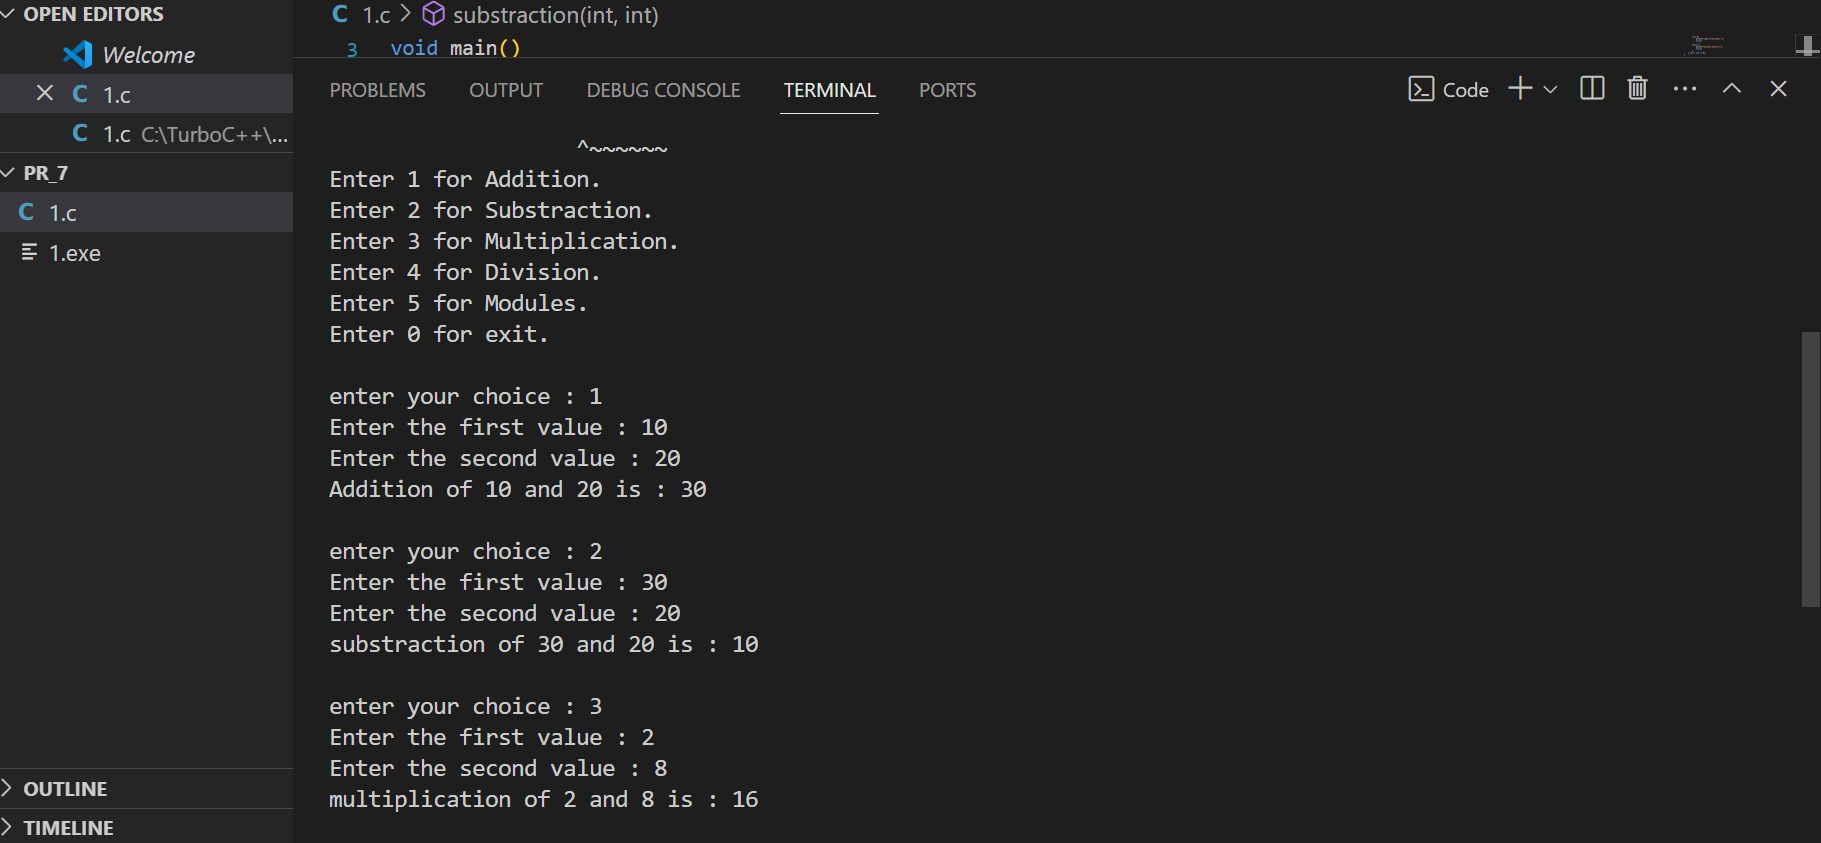 OPEN EDITORS
Welcome
1.c
1.c C:\TurboC++\...
PR_7
1.c
1.exe
OUTLINE
TIMELINE
1.c > substraction(int, int)
3 void main()
PROBLEMS OUTPUT DEBUG CONSOLE TERMINAL PORTS
Code
^~~~~~~
Enter 1 for Addition.
Enter 2 for Substraction.
Enter 3 for Multiplication.
Enter 4 for Division.
Enter 5 for Modules.
Enter 0 for exit.
enter your choice : 1
Enter the first value : 10
Enter the second value : 20
Addition of 10 and 20 is : 30
enter your choice : 2
Enter the first value : 30
Enter the second value : 20
substraction of 30 and 20 is : 10
enter your choice : 3
Enter the first value : 2
Enter the second value : 8
multiplication of 2 and 8 is : 16